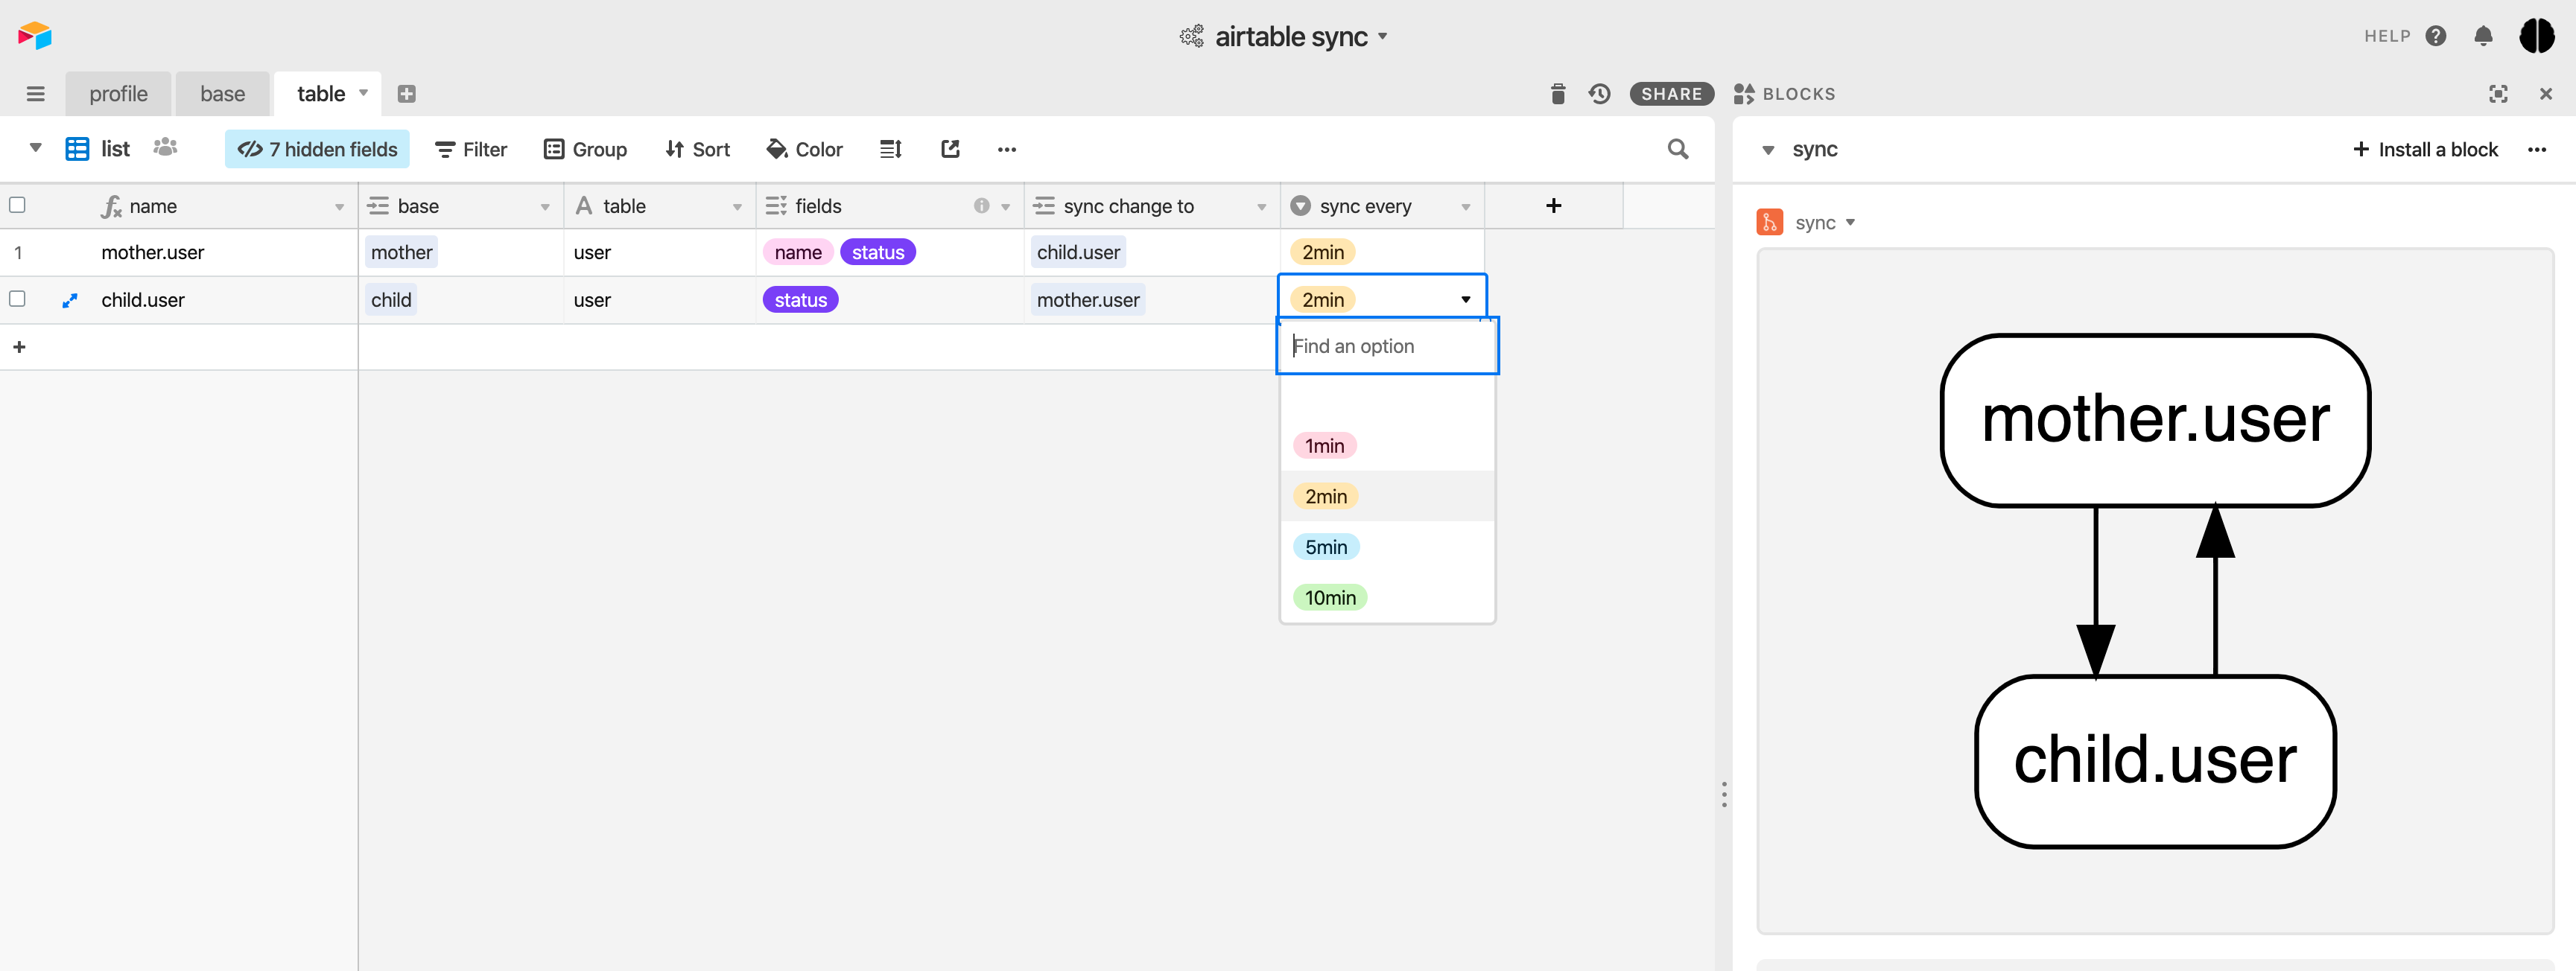 airtable sync
HELP
profile base table
SHARE BLOCKS
list 7 hidden fields Filter Group Sort Color
sync + Install a block
name base table fields sync change to sync every
sync
1 mother.user mother user name status child.user 2min
child.user child user status mother.user 2min
Find an option
1min
2min
5min
10min
mother.user
child.user